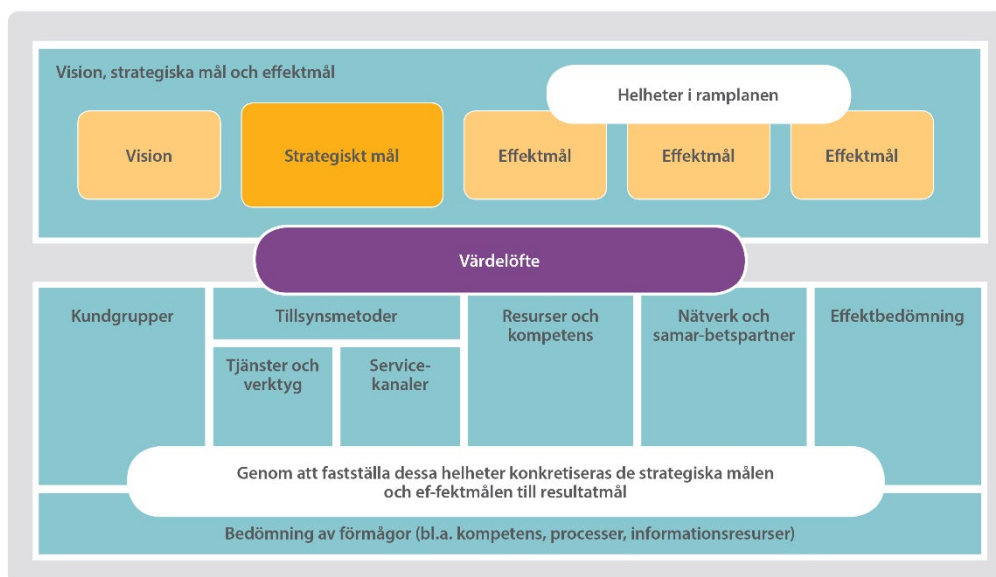 Vision, strategiska mål och effektmål
Helheter i ramplanen
Vision
Strategiskt mål
Effektmål
Effektmål
Effektmål
Värdelöfte
Kundgrupper
Tillsynsmetoder
Tjänster och
verktyg
Service-
kanaler
Resurser och
kompetens
Nätverk och
samar-betspartner
Effektbedömning
Genom att fastställa dessa helheter konkretiseras de strategiska målen
och ef-fektmålen till resultatmål
Bedömning av förmågor (bl.a. kompetens, processer, informationsresurser)